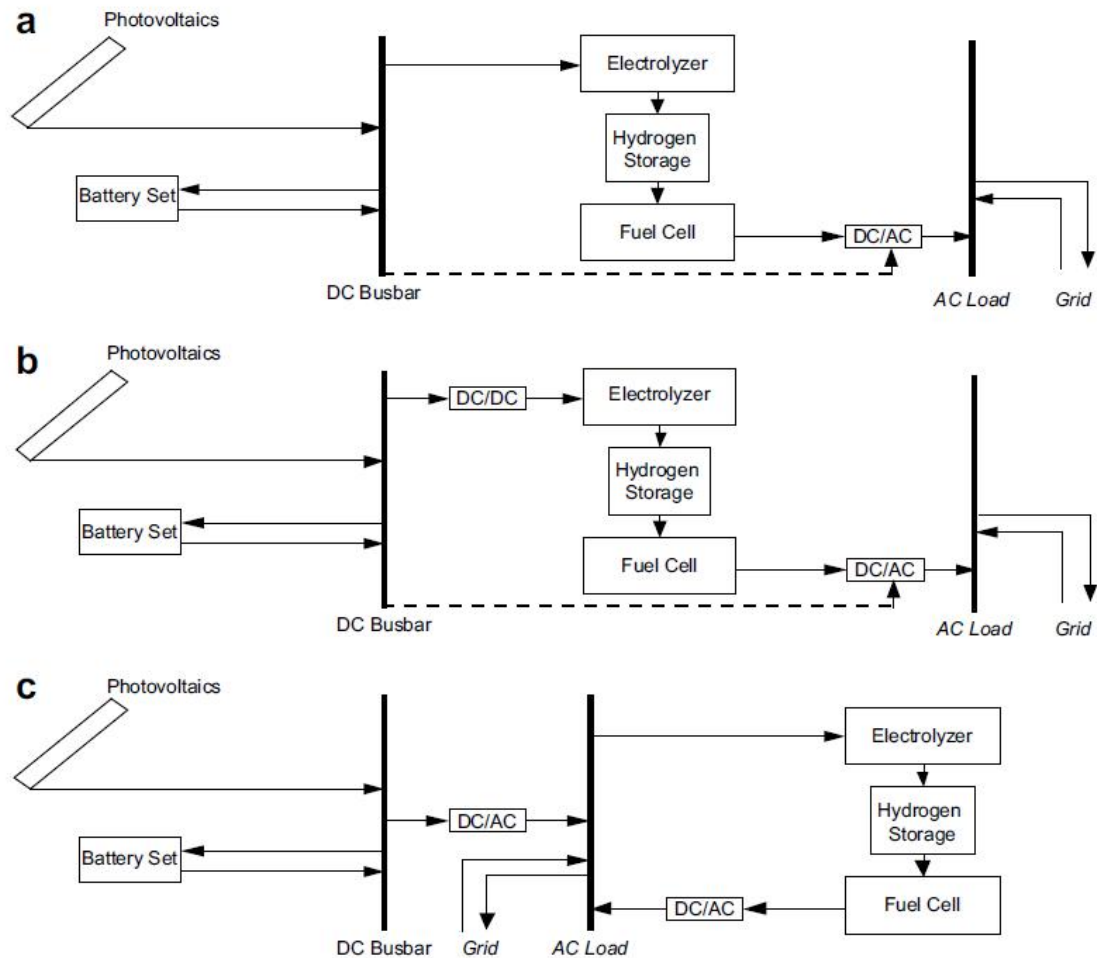 a
Photovoltaics
Electrolyzer
Hydrogen
Storage
Battery Set
Fuel Cell
DC/AC
DC Busbar
AC Load
Grid
b
Photovoltaics
DC/DC
Electrolyzer
Hydrogen
Storage
Battery Set
Fuel Cell
DC/AC
DC Busbar
AC Load
Grid
c
Photovoltaics
Electrolyzer
DC/AC
Hydrogen
Storage
Battery Set
Fuel Cell
DC/AC
DC Busbar
Grid
AC Load